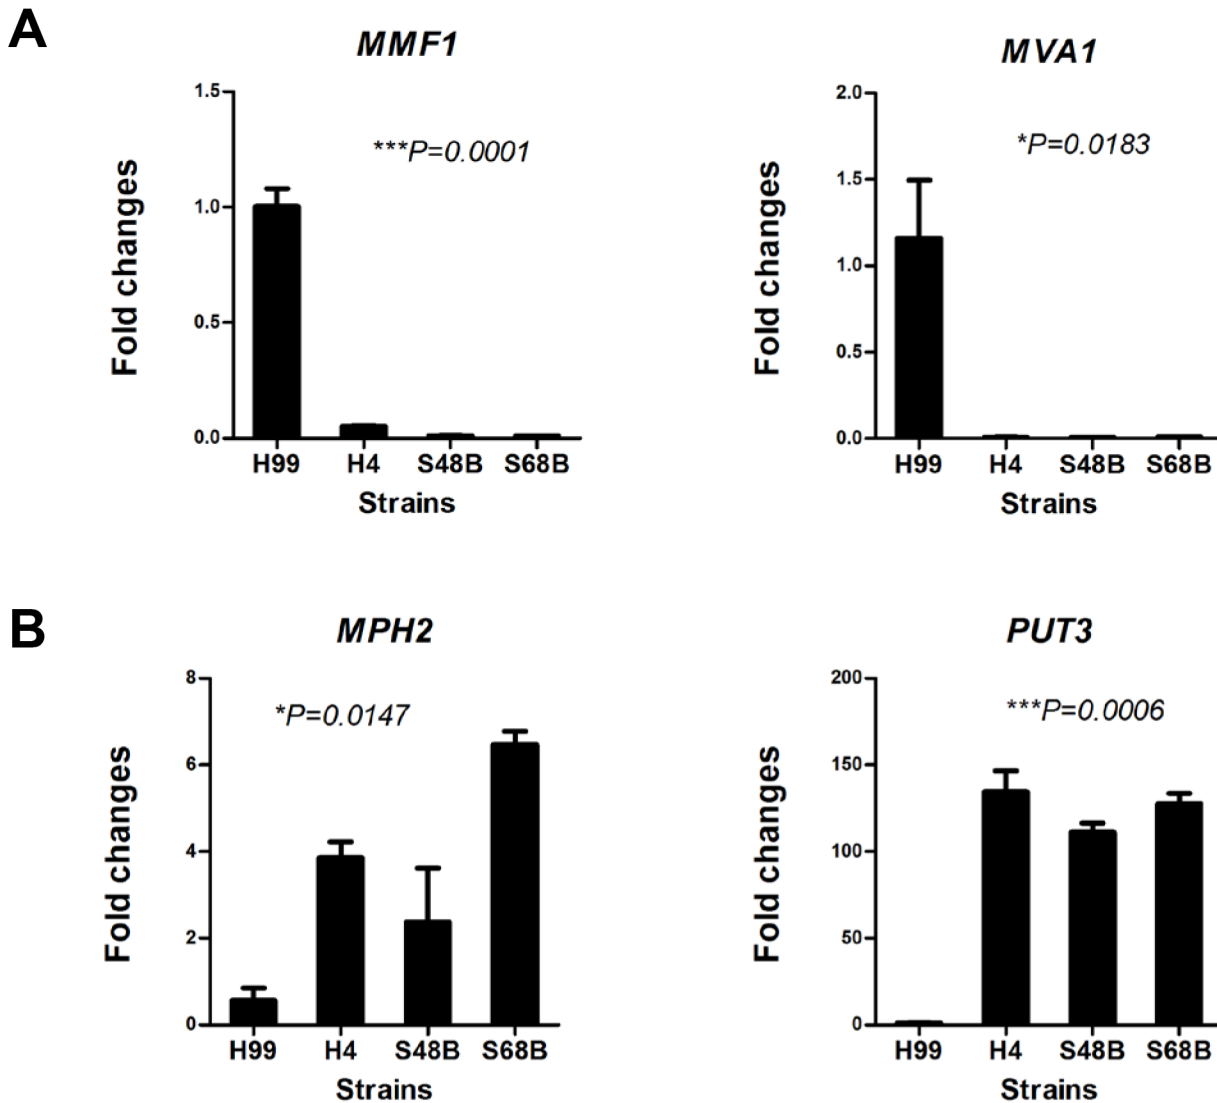 A
MMF1
Fold changes
1.5
1.0
0.5
0.0
***P=0.0001
H99 H4 S48B S68B
Strains
MVA1
Fold changes
2.0
1.5
1.0
0.5
0.0
*P=0.0183
H99 H4 S48B S68B
Strains
B
MPH2
Fold changes
8
6
4
2
0
*P=0.0147
H99 H4 S48B S68B
Strains
PUT3
Fold changes
200
150
100
50
0
***P=0.0006
H99 H4 S48B S68B
Strains